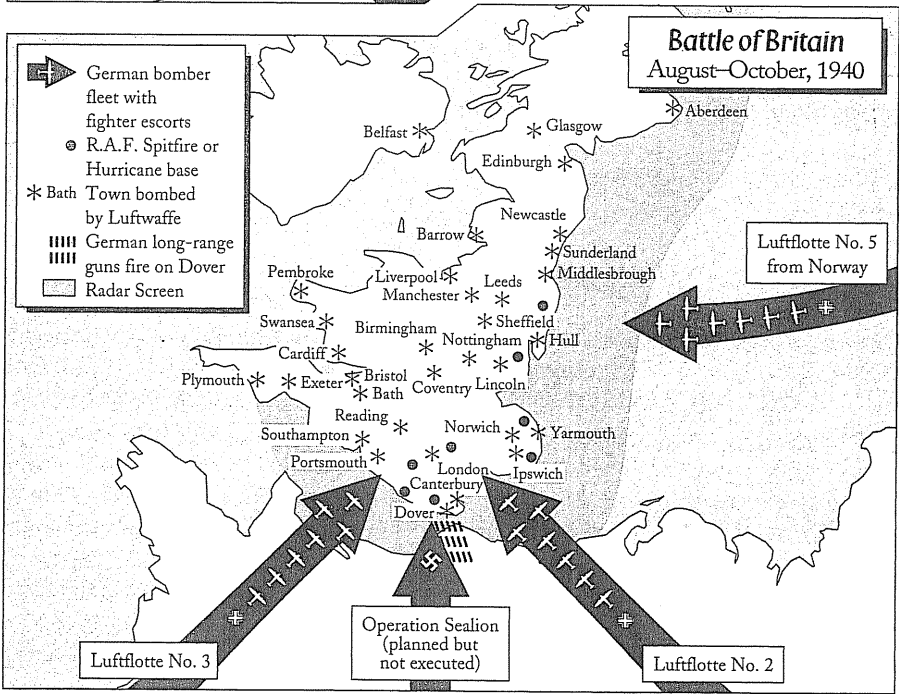 Battle of Britain
August–October, 1940
German bomber
fleet with
fighter escorts
R.A.F. Spitfire or
Hurricane base
Bath Town bombed
by Luftwaffe
German long-range
guns fire on Dover
Radar Screen
Aberdeen
Belfast
Glasgow
Edinburgh
Newcastle
Barrow
Sunderland
Middlesbrough
Luftflotte No. 5
from Norway
Pembroke
Liverpool
Leeds
Manchester
Swansea
Birmingham
Sheffield
Nottingham
Hull
Cardiff
Plymouth
Exeter
Bristol
Bath
Coventry
Lincoln
Reading
Norwich
Yarmouth
Southampton
Portsmouth
London
Ipswich
Canterbury
Dover
Operation Sealion
(planned but
not executed)
Luftflotte No. 3
Luftflotte No. 2